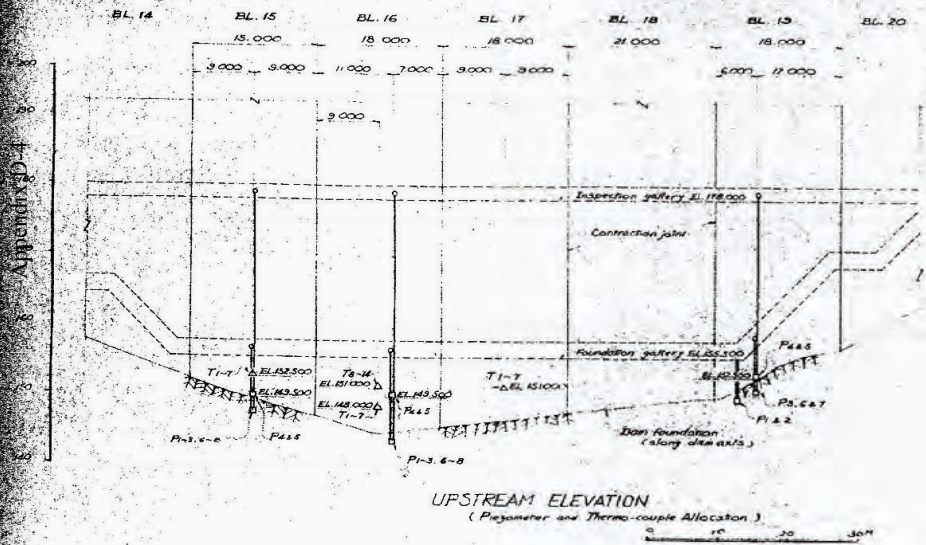 BL. 14 BL. 15 BL. 16 BL. 17 BL. 18 BL. 19 BL. 20
15.000 18.000 18.000 21.000 18.000
9.000 9.000 11.000 7.000 9.000 9.000 6.000 12.000
9.000
Appendix D-4
Inspection gallery EL. 178.000
Contraction joint
Foundation gallery EL. 155.500
P4&5
T1-7 EL. 152.500
T8-14
EL. 151.000
T1-7
EL. 149.500
EL. 149.500
EL. 148.000
T1-7
P4&5
P3, 6 & 7
P1 & 2
P1-3, 6-8
P4&5
Dam foundation
(along dam axis)
P1-3, 6-8
UPSTREAM ELEVATION
( Piezometer and Thermo-couple Allocation )
0 10 20 30M